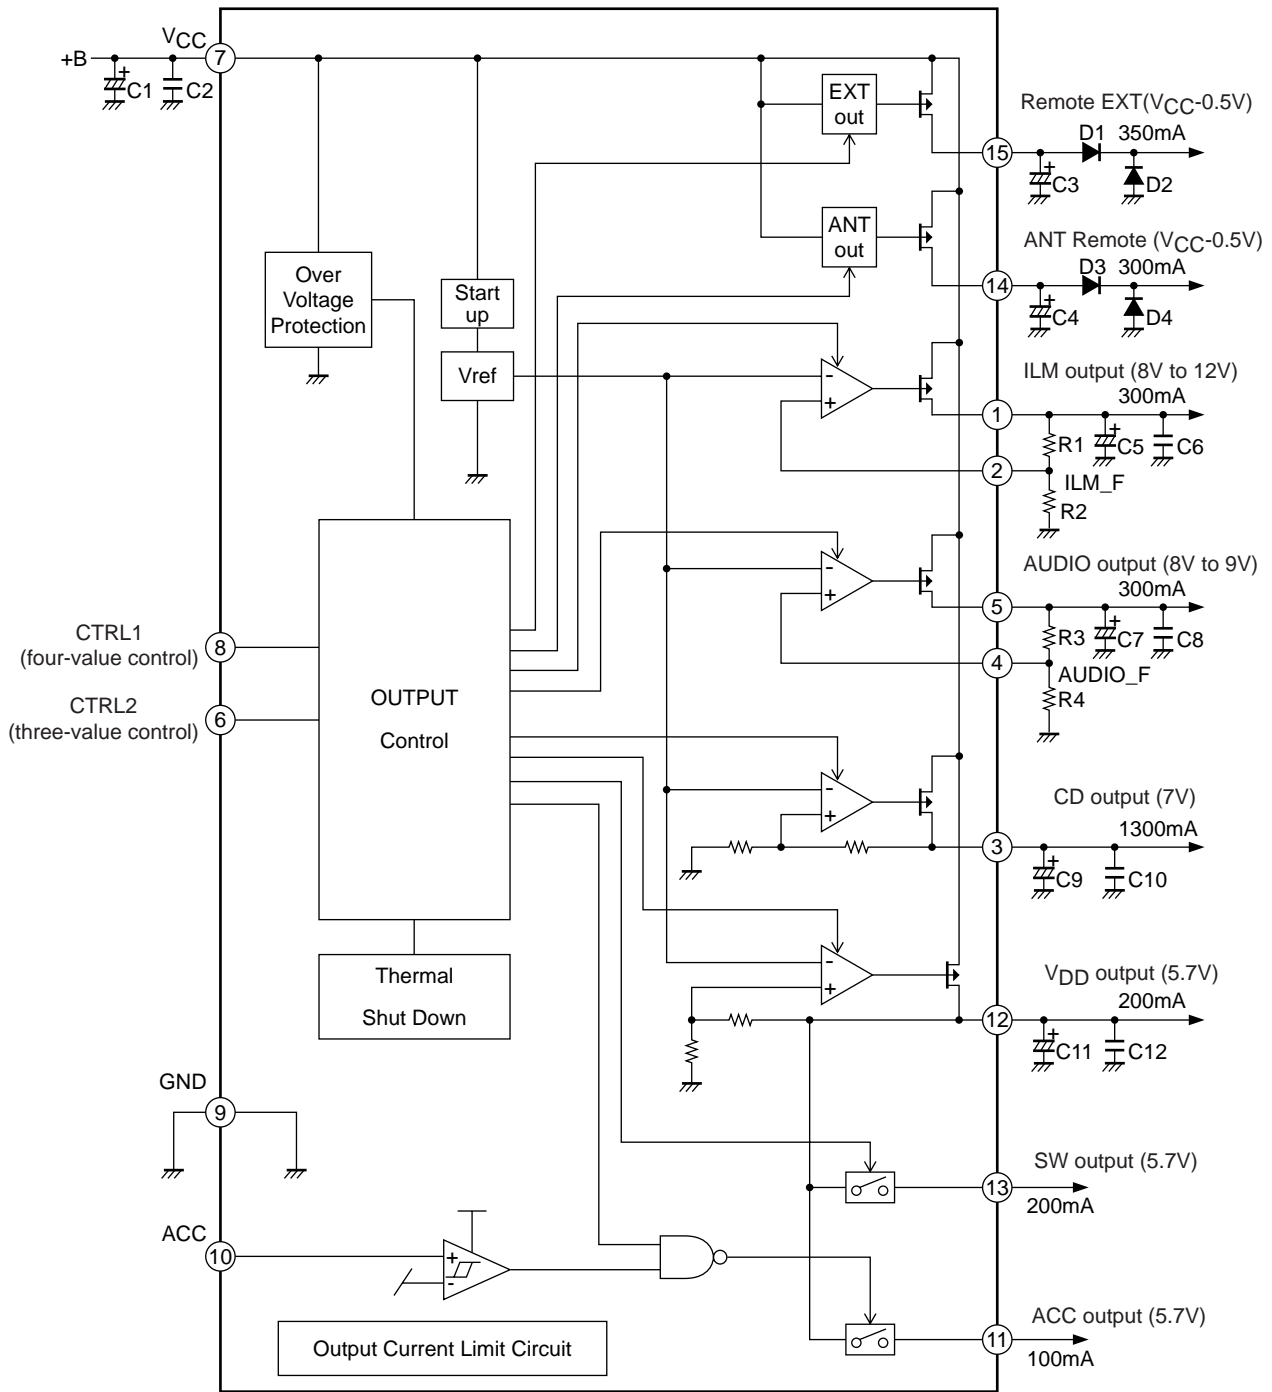 VCC
+B
7
+
C1
C2
EXT
out
Remote EXT(VCC-0.5V)
D1
350mA
15
+
C3
D2
ANT
out
ANT Remote (VCC-0.5V)
D3
300mA
14
+
C4
D4
Over
Voltage
Protection
Start
up
Vref
-
+
ILM output (8V to 12V)
300mA
1
R1
+
C5
C6
2
ILM_F
R2
-
+
AUDIO output (8V to 9V)
300mA
5
R3
+
C7
C8
4
AUDIO_F
R4
CTRL1
(four-value control)
8
CTRL2
(three-value control)
6
OUTPUT
Control
-
+
CD output (7V)
1300mA
3
+
C9
C10
Thermal
Shut Down
-
+
VDD output (5.7V)
200mA
12
+
C11
C12
GND
9
SW output (5.7V)
13
200mA
ACC
10
+
-
ACC output (5.7V)
11
100mA
Output Current Limit Circuit